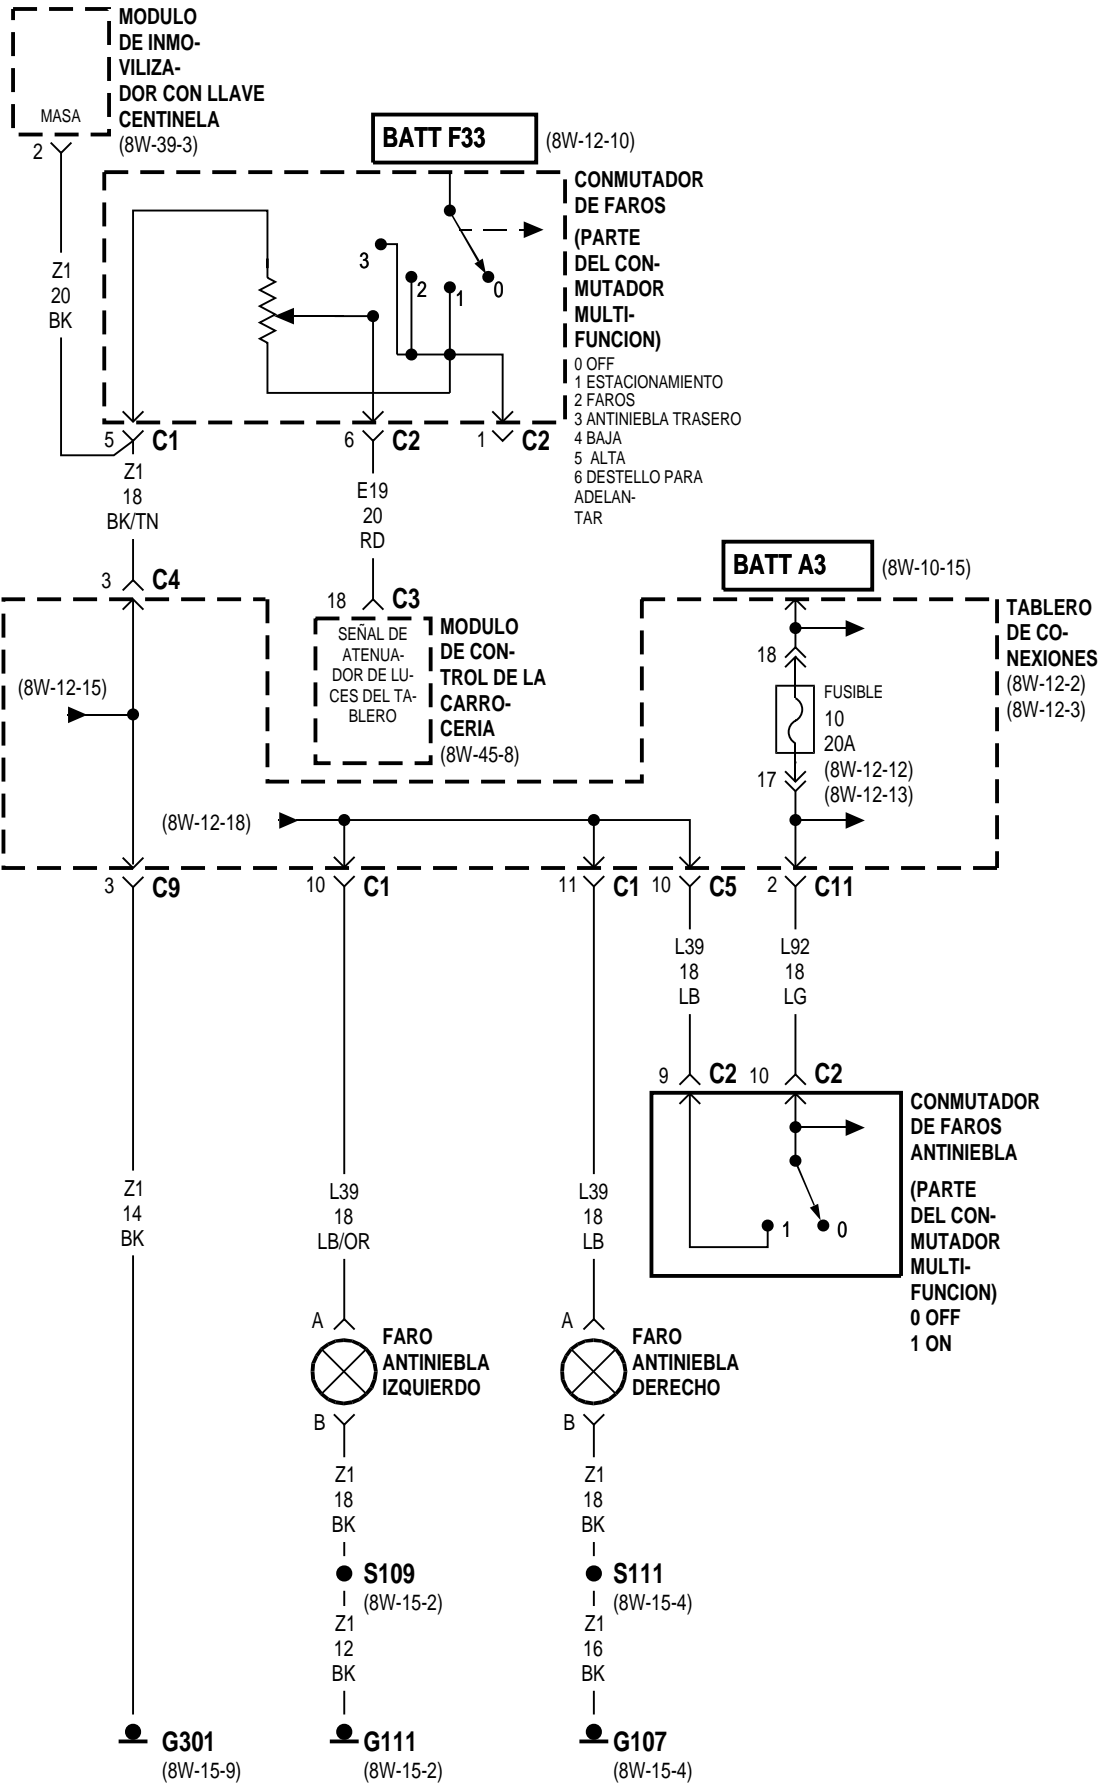 MODULO
DE INMO-
VILIZA-
DOR CON LLAVE
CENTINELA
(8W-39-3)
MASA
2
BATT F33
(8W-12-10)
CONMUTADOR
DE FAROS
(PARTE
DEL CON-
MUTADOR
MULTI-
FUNCION)
0 OFF
1 ESTACIONAMIENTO
2 FAROS
3 ANTINIEBLA TRASERO
4 BAJA
5 ALTA
6 DESTELLO PARA
ADELAN-
TAR
3
2
1
0
Z1
20
BK
5 C1
6 C2
1 C2
Z1
18
BK/TN
E19
20
RD
3 C4
18 C3
SEÑAL DE
ATENUA-
DOR DE LU-
CES DEL TA-
BLERO
MODULO
DE CON-
TROL DE LA
CARRO-
CERIA
(8W-45-8)
BATT A3
(8W-10-15)
TABLERO
DE CO-
NEXIONES
(8W-12-2)
(8W-12-3)
18
FUSIBLE
10
20A
(8W-12-12)
(8W-12-13)
17
(8W-12-15)
(8W-12-18)
3 C9
10 C1
11 C1
10 C5
2 C11
L39
18
LB
L92
18
LG
9 C2
10 C2
CONMUTADOR
DE FAROS
ANTINIEBLA
(PARTE
DEL CON-
MUTADOR
MULTI-
FUNCION)
0 OFF
1 ON
1
0
Z1
14
BK
L39
18
LB/OR
L39
18
LB
A
FARO
ANTINIEBLA
IZQUIERDO
B
A
FARO
ANTINIEBLA
DERECHO
B
Z1
18
BK
Z1
18
BK
S109
(8W-15-2)
S111
(8W-15-4)
Z1
12
BK
Z1
16
BK
G301
(8W-15-9)
G111
(8W-15-2)
G107
(8W-15-4)